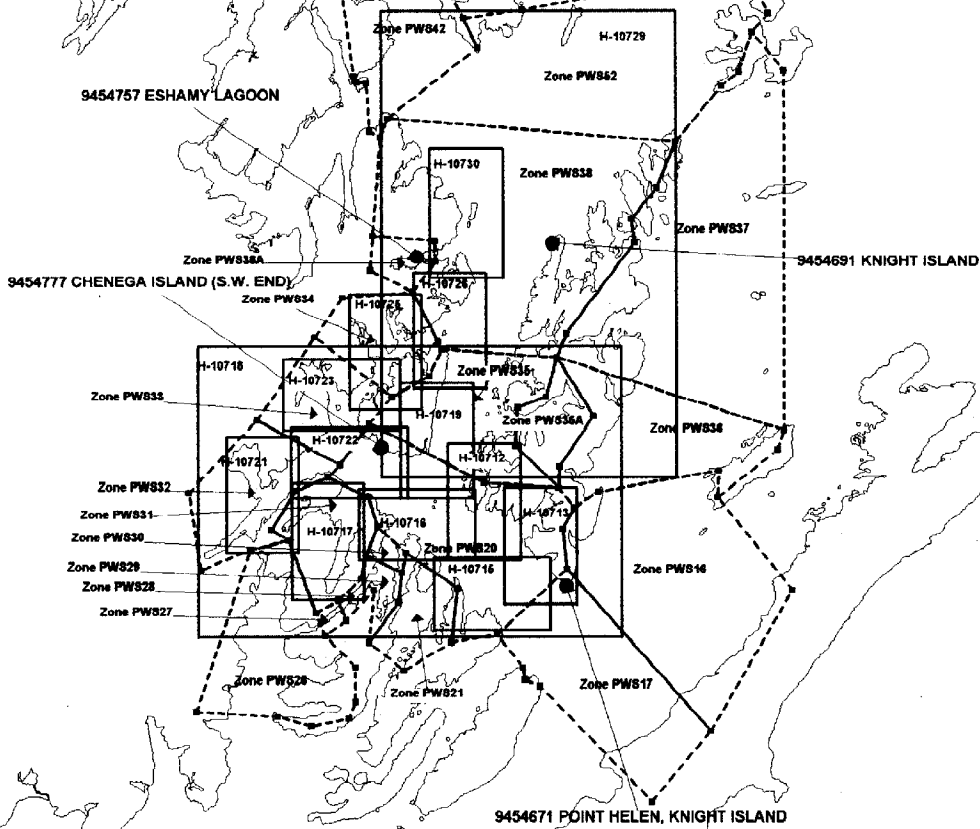 Zone PWS42
H-10729
Zone PWS52
9454757 ESHAMY LAGOON
H-10730
Zone PWS38
Zone PWS37
Zone PWS38A
9454691 KNIGHT ISLAND
9454777 CHENEGA ISLAND (S.W. END)
H-10726
Zone PWS34
H-10725
H-10718
Zone PWS35
H-10723
Zone PWS33
H-10719
Zone PWS35A
Zone PWS36
H-10722
H-10712
H-10721
Zone PWS32
Zone PWS31
H-10713
H-10717
H-10716
Zone PWS30
Zone PWS20
Zone PWS29
H-10715
Zone PWS16
Zone PWS28
Zone PWS27
Zone PWS26
Zone PWS21
Zone PWS17
9454671 POINT HELEN, KNIGHT ISLAND